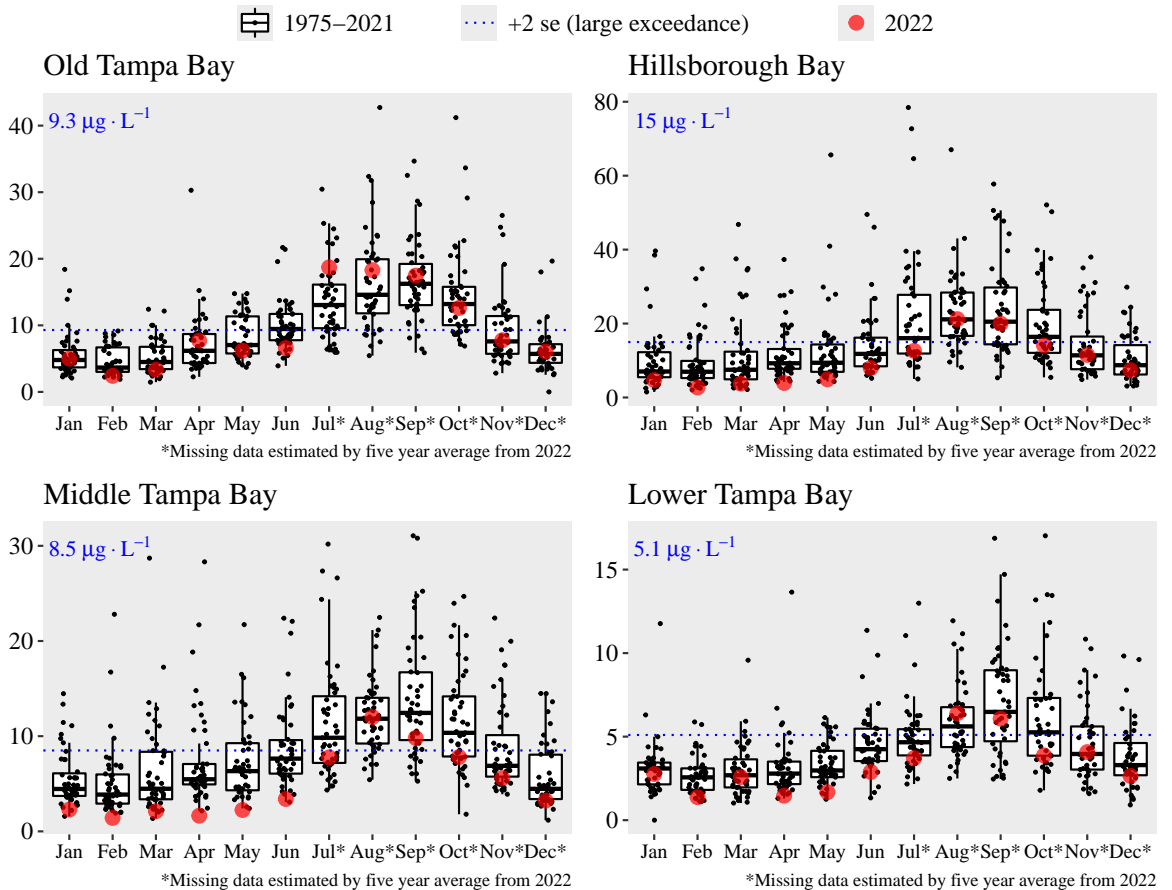 1975–2021 +2 se (large exceedance) 2022
Old Tampa Bay
9.3 μg · L⁻¹
40
30
20
10
0
Jan Feb Mar Apr May Jun Jul* Aug* Sep* Oct* Nov* Dec*
*Missing data estimated by five year average from 2022
Hillsborough Bay
15 μg · L⁻¹
80
60
40
20
0
Jan Feb Mar Apr May Jun Jul* Aug* Sep* Oct* Nov* Dec*
*Missing data estimated by five year average from 2022
Middle Tampa Bay
8.5 μg · L⁻¹
30
20
10
0
Jan Feb Mar Apr May Jun Jul* Aug* Sep* Oct* Nov* Dec*
*Missing data estimated by five year average from 2022
Lower Tampa Bay
5.1 μg · L⁻¹
15
10
5
0
Jan Feb Mar Apr May Jun Jul* Aug* Sep* Oct* Nov* Dec*
*Missing data estimated by five year average from 2022